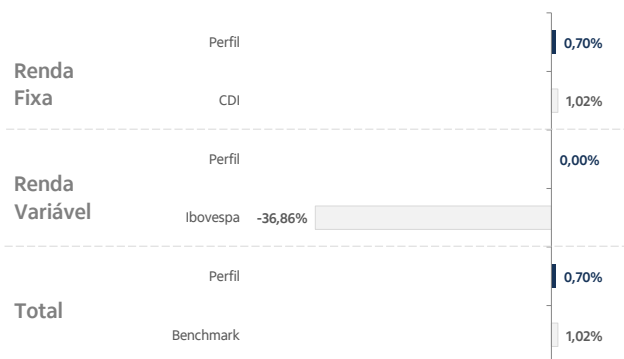 Renda
Fixa
Perfil
0,70%
CDI
1,02%
Renda
Variável
Perfil
0,00%
Ibovespa
-36,86%
Total
Perfil
0,70%
Benchmark
1,02%